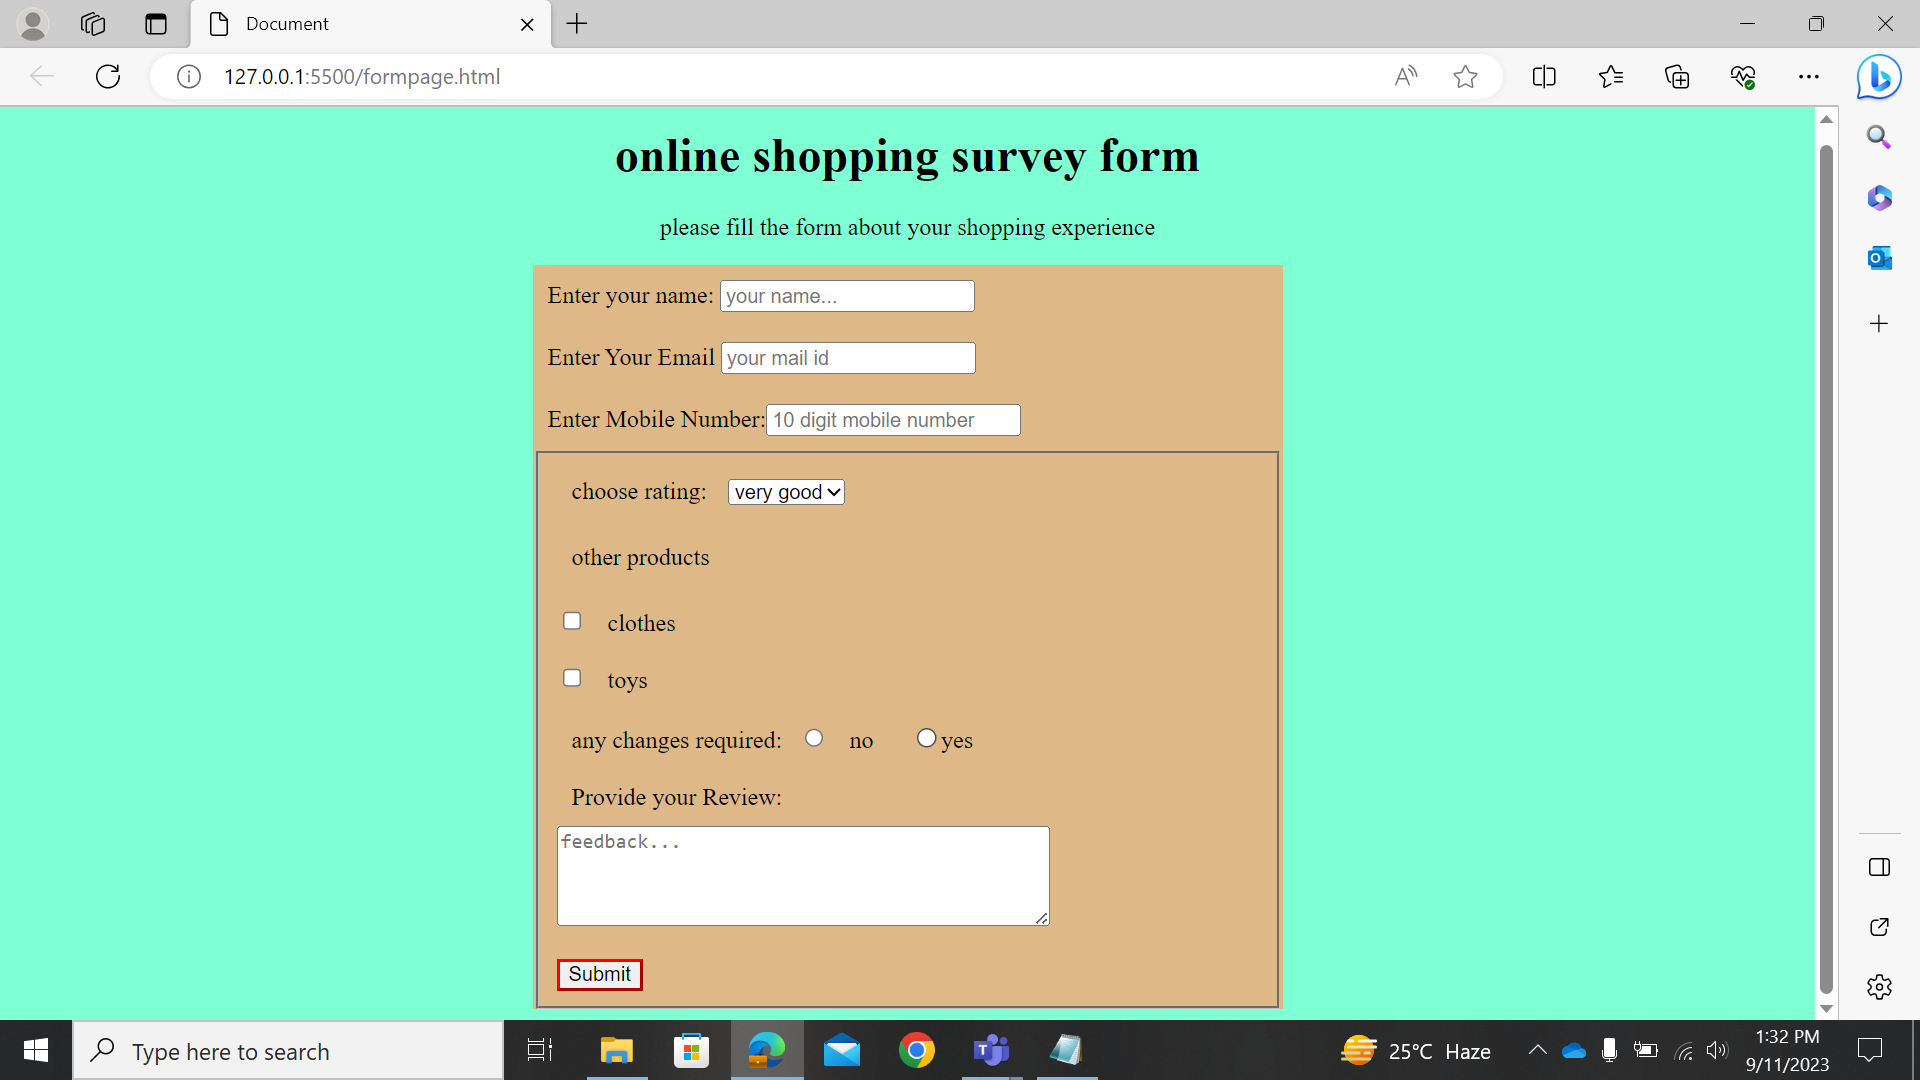 Document
127.0.0.1:5500/formpage.html
online shopping survey form
please fill the form about your shopping experience
Enter your name: your name...
Enter Your Email your mail id
Enter Mobile Number: 10 digit mobile number
choose rating: very good
other products
clothes
toys
any changes required: no yes
Provide your Review:
feedback...
Submit
Type here to search
25°C Haze
1:32 PM
9/11/2023